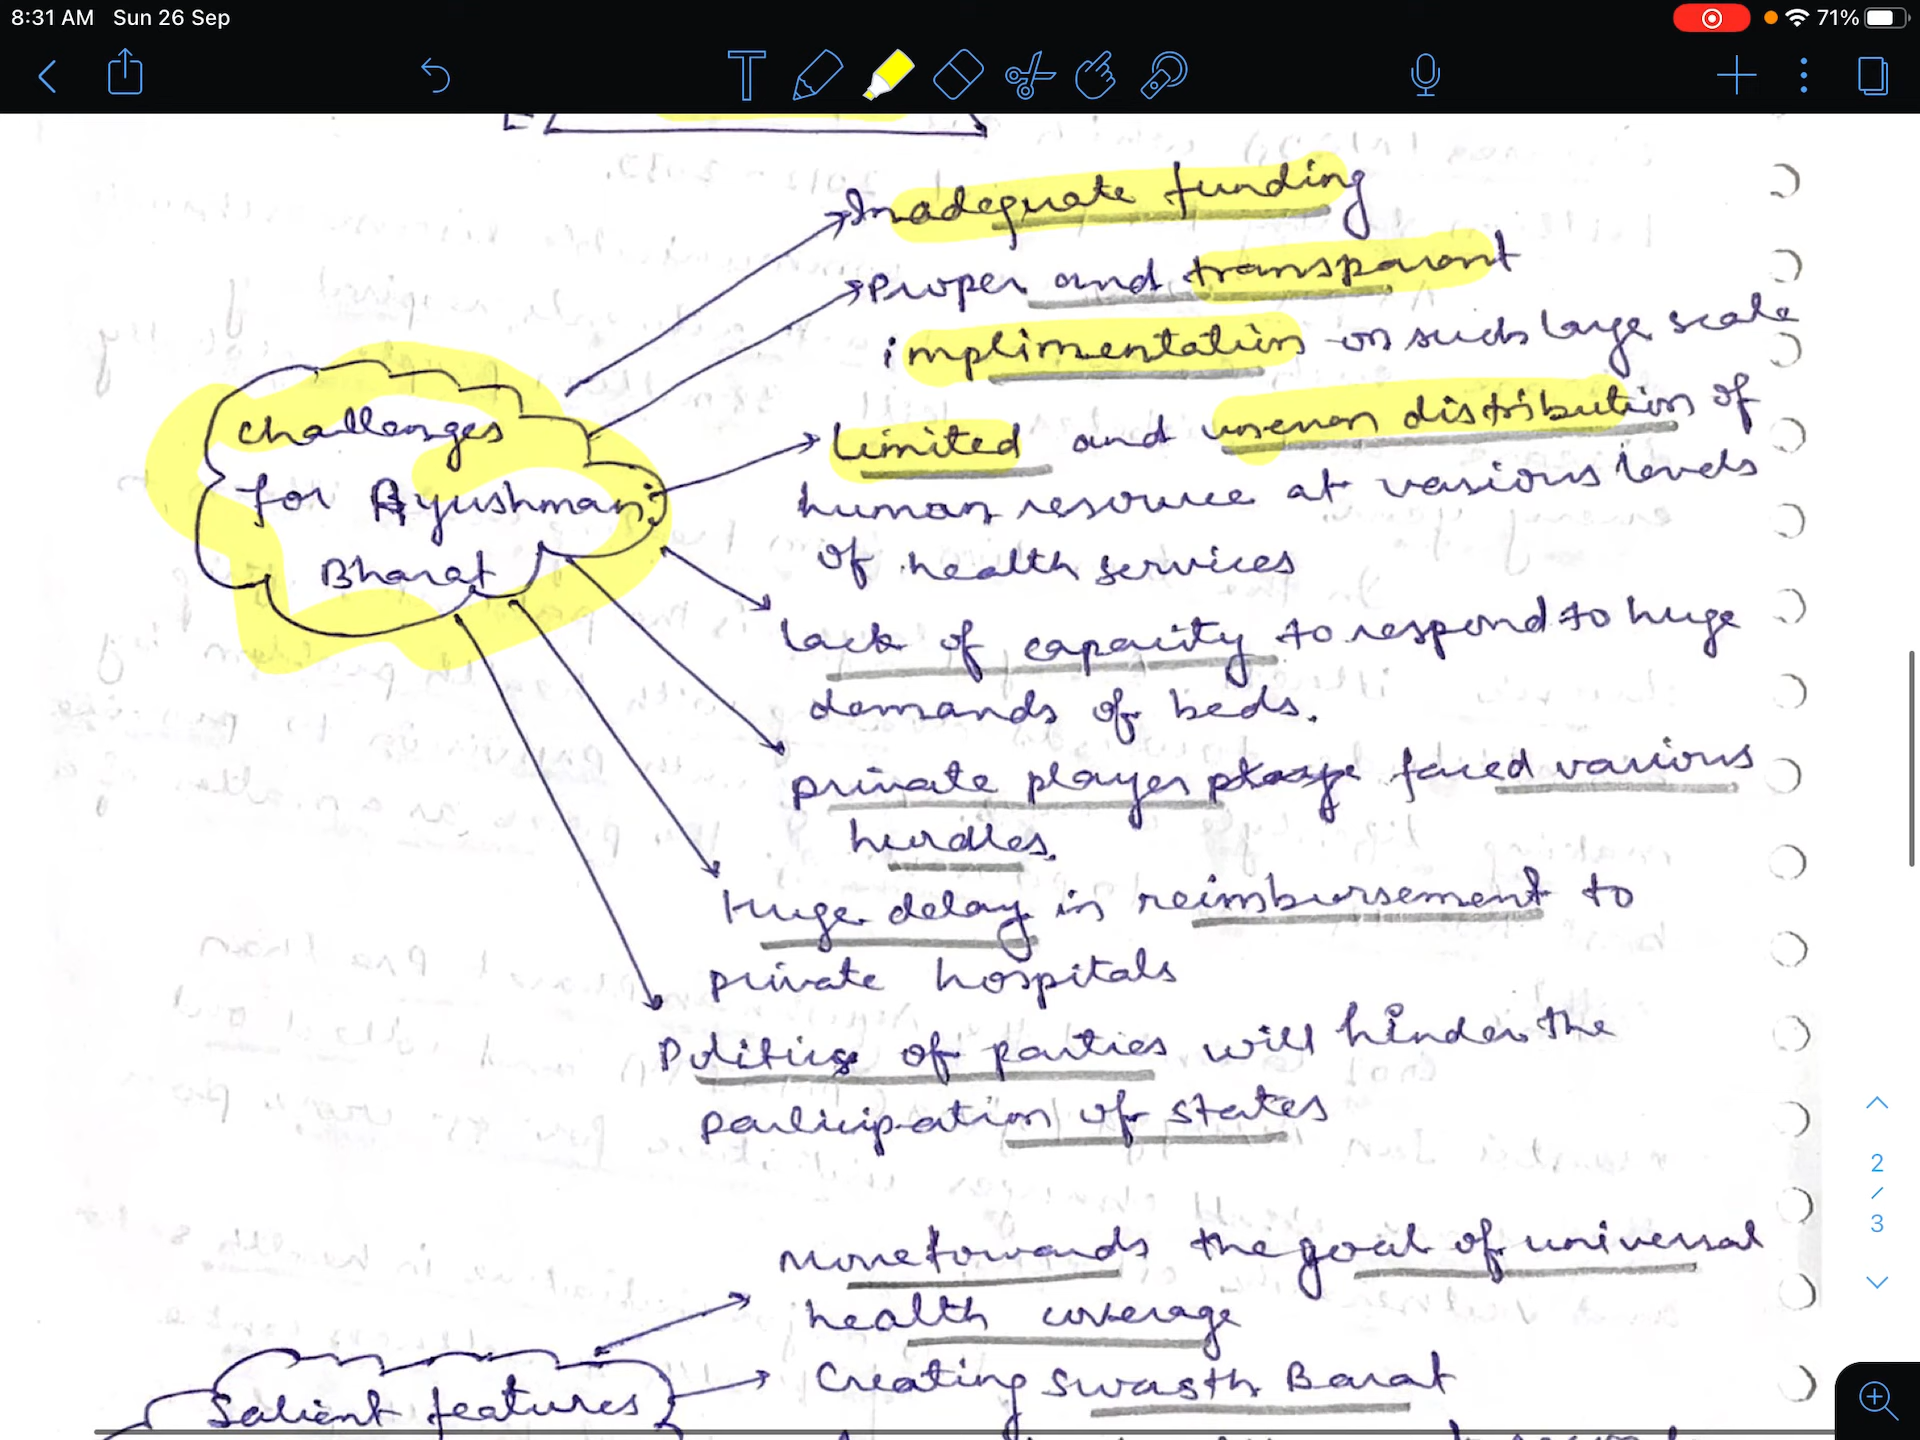 8:31 AM Sun 26 Sep
71%
T
Inadequate funding
Proper and transparent
implimentation on such large scale
Challenges
for Ayushman
Bharat
Limited and uneven distribution of
human resource at various levels
of health services
lack of capacity to respond to huge
demands of beds.
private player faced various
hurdles.
Huge delay in reimbursement to
private hospitals
Politics of parties will hinder the
participation of states
2
/
3
Move towards the goal of universal
health coverage
Salient features
Creating Swasth Barat